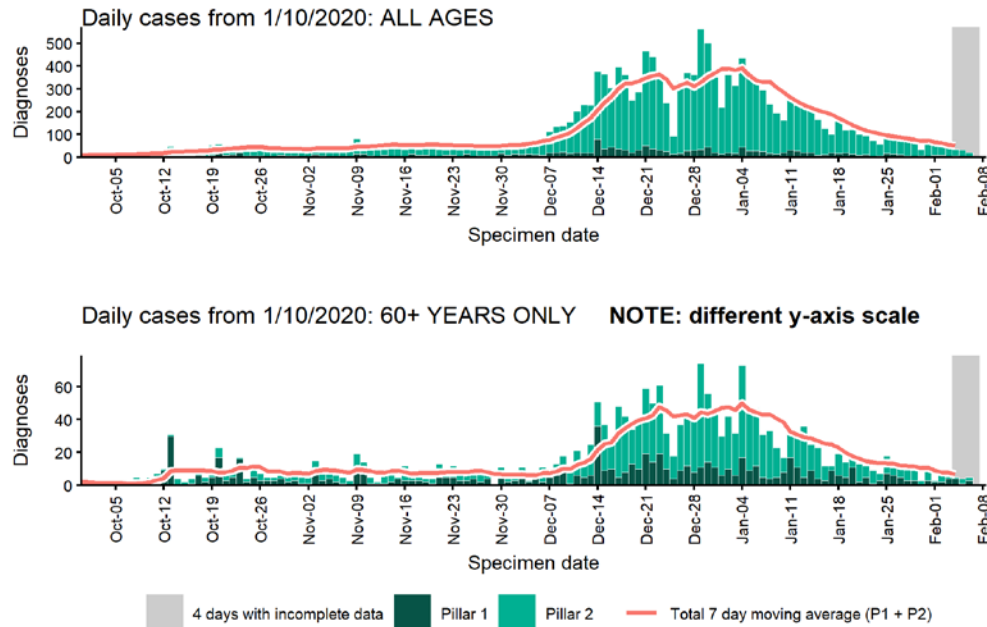 Daily cases from 1/10/2020: ALL AGES
Diagnoses
500
400
300
200
100
0
Oct-05
Oct-12
Oct-19
Oct-26
Nov-02
Nov-09
Nov-16
Nov-23
Nov-30
Dec-07
Dec-14
Dec-21
Dec-28
Jan-04
Jan-11
Jan-18
Jan-25
Feb-01
Feb-08
Specimen date
Daily cases from 1/10/2020: 60+ YEARS ONLY NOTE: different y-axis scale
Diagnoses
60
40
20
0
Oct-05
Oct-12
Oct-19
Oct-26
Nov-02
Nov-09
Nov-16
Nov-23
Nov-30
Dec-07
Dec-14
Dec-21
Dec-28
Jan-04
Jan-11
Jan-18
Jan-25
Feb-01
Feb-08
Specimen date
4 days with incomplete data Pillar 1 Pillar 2 Total 7 day moving average (P1 + P2)